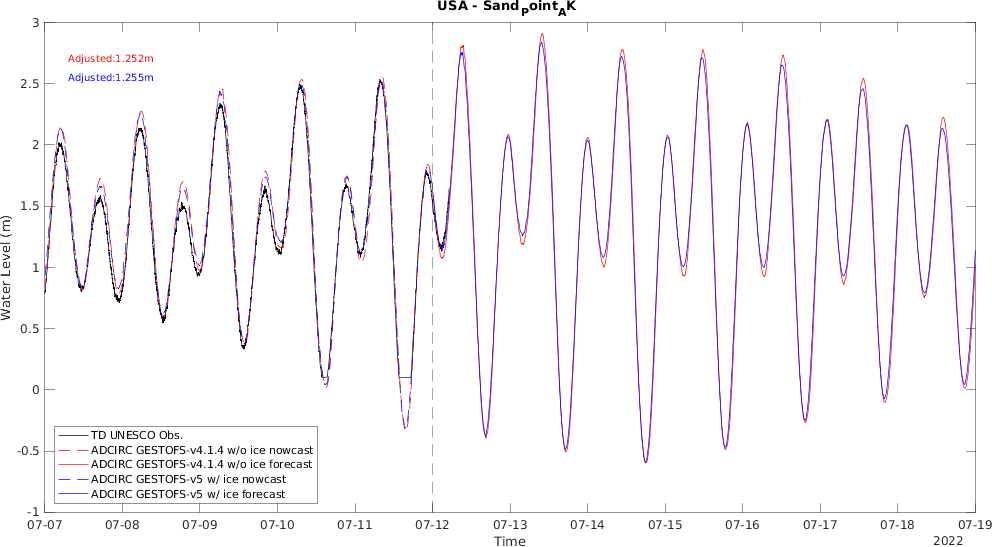 USA - SandPointAK
Adjusted:1.252m
Adjusted:1.255m
Water Level (m)
3
2.5
2
1.5
1
0.5
0
-0.5
-1
TD UNESCO Obs.
ADCIRC GESTOFS-v4.1.4 w/o ice nowcast
ADCIRC GESTOFS-v4.1.4 w/o ice forecast
ADCIRC GESTOFS-v5 w/ ice nowcast
ADCIRC GESTOFS-v5 w/ ice forecast
07-07 07-08 07-09 07-10 07-11 07-12 07-13 07-14 07-15 07-16 07-17 07-18 07-19
Time
2022